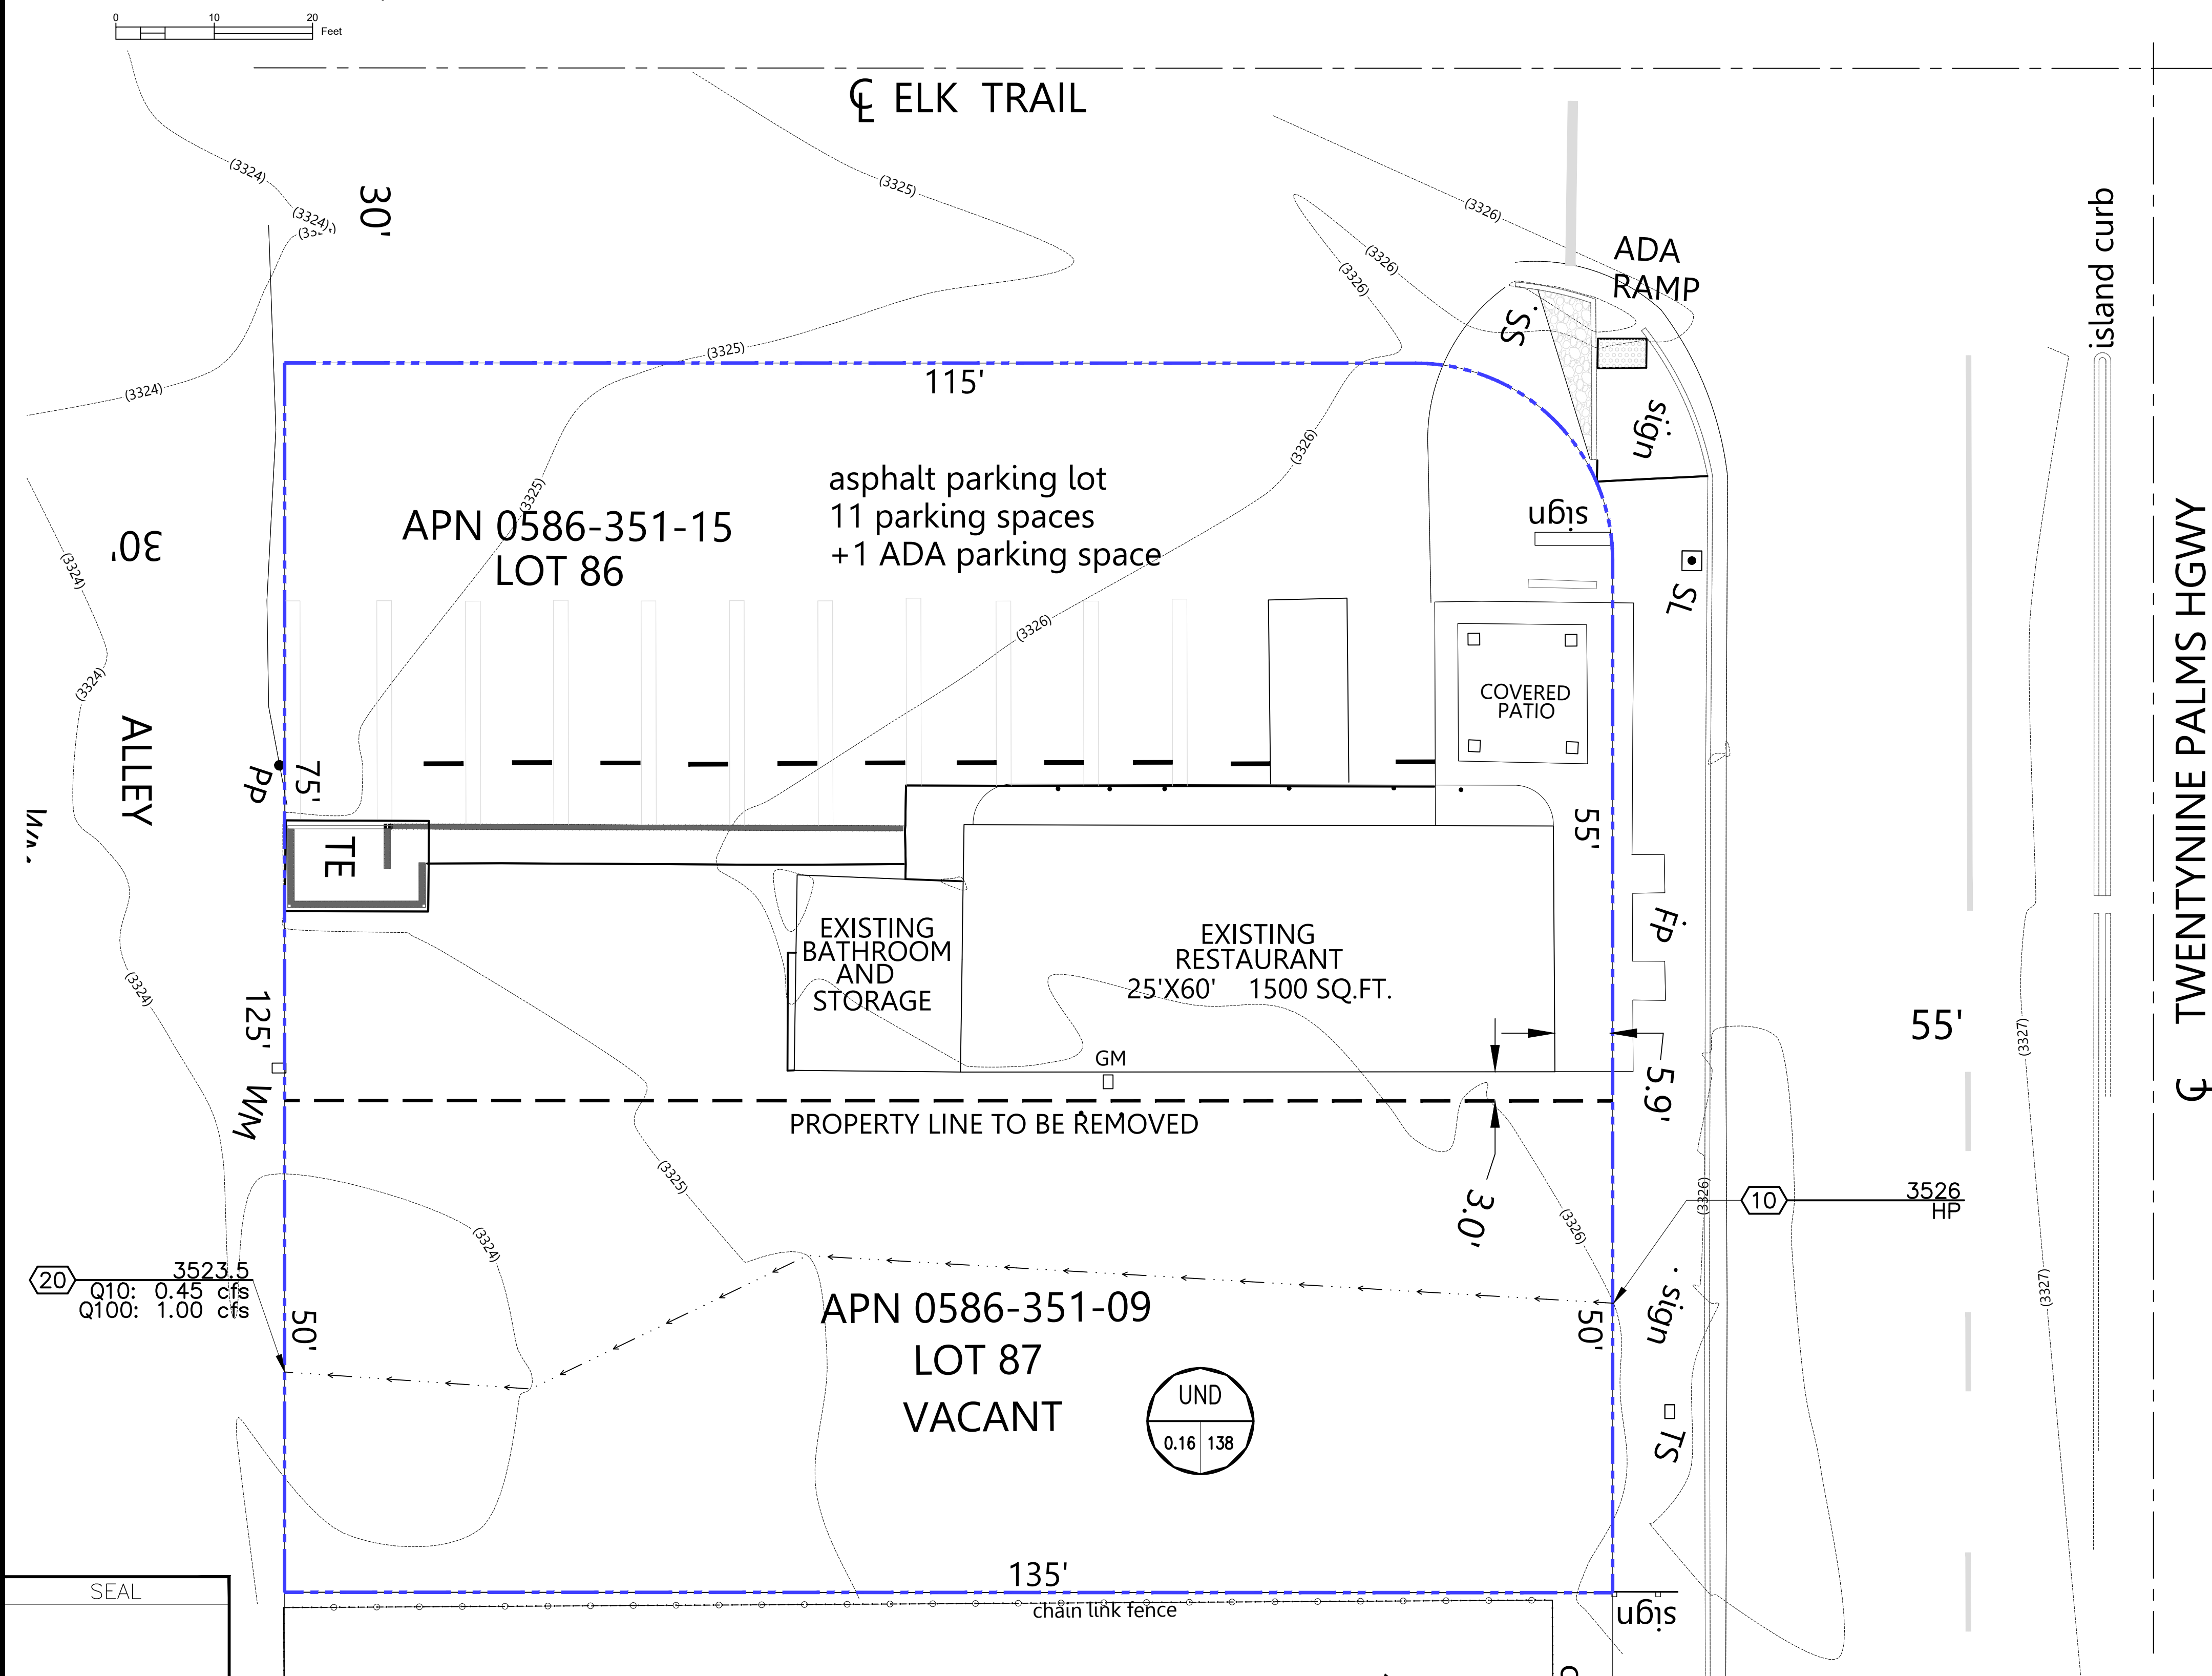 0 10 20
Feet
℄ ELK TRAIL
(3324)
(3325)
30'
(3324)
(3326)
(3326)
(3326)
ADA
RAMP
island curb
SS
(3325)
(3324)
115'
sign
(3326)
asphalt parking lot
11 parking spaces
+1 ADA parking space
APN 0586-351-15
LOT 86
(3325)
30'
sign
(3324)
SL
(3326)
(3324)
COVERED
PATIO
TWENTYNINE PALMS HGWY
℄
ALLEY
PP
75'
55'
TE
WM
EXISTING
BATHROOM
AND
STORAGE
EXISTING
RESTAURANT
25'X60' 1500 SQ.FT.
FP
(3324)
125'
55'
(3327)
GM
5.9'
WM
PROPERTY LINE TO BE REMOVED
(3325)
3.0'
(3326)
(3326)
10
3526
HP
(3324)
20
3523.5
Q10: 0.45 cfs
Q100: 1.00 cfs
50'
APN 0586-351-09
LOT 87
VACANT
50'
sign
(3327)
UND
0.16 138
TS
135'
chain link fence
sign
SEAL